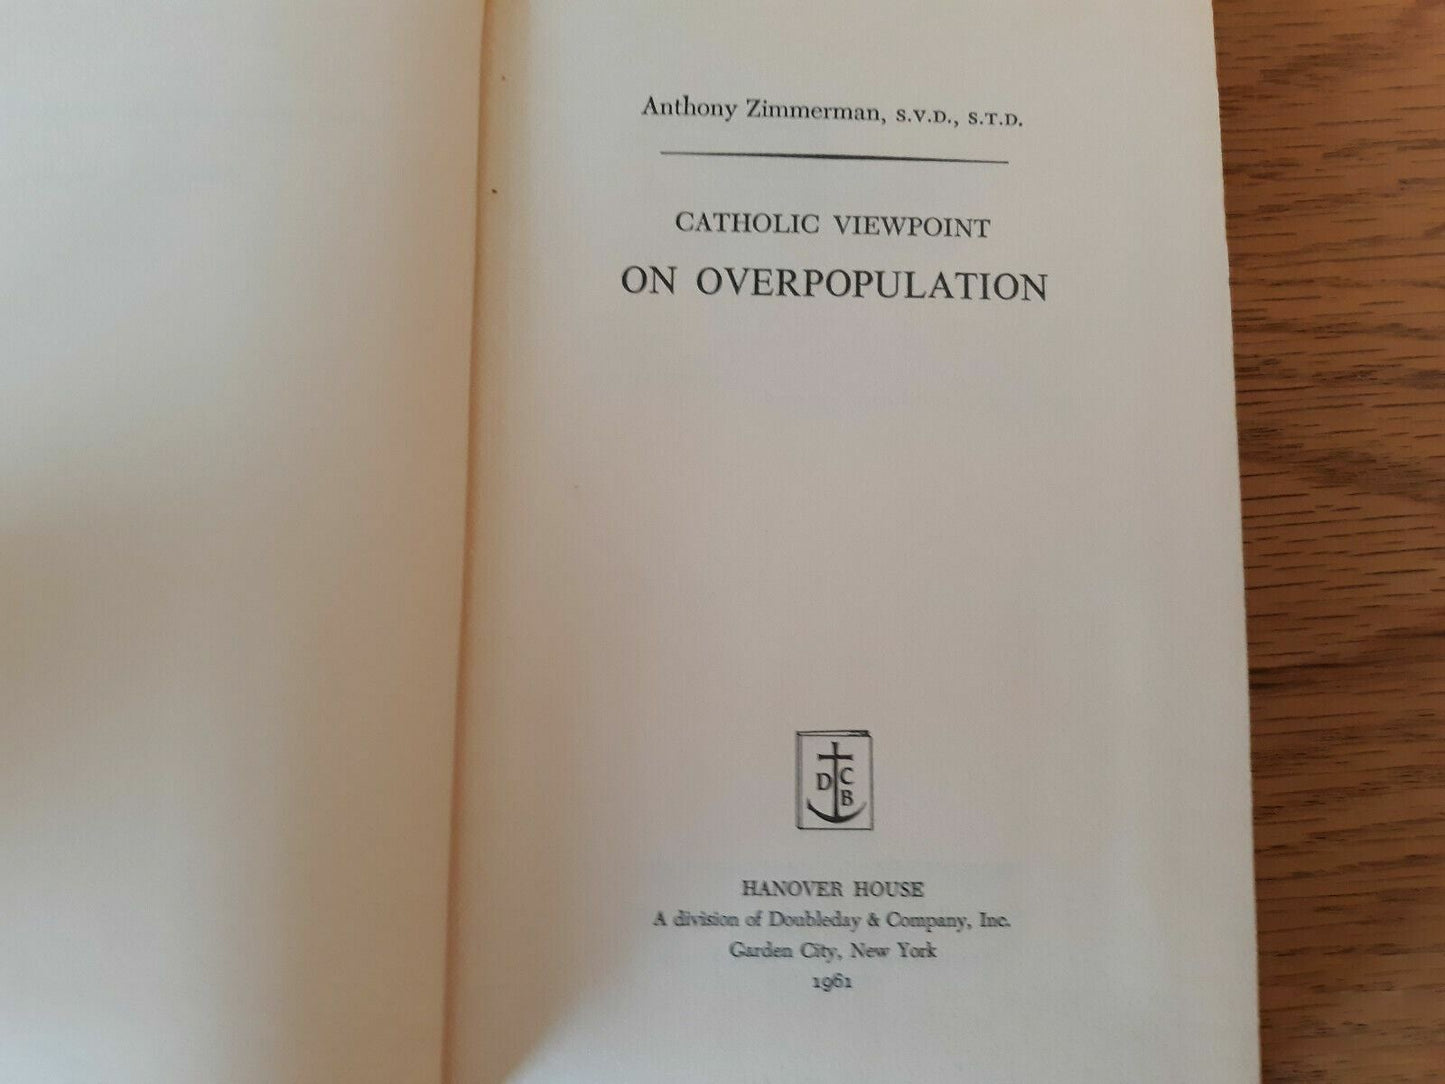 Anthony Zimmerman, S.V.D., S.T.D.
CATHOLIC VIEWPOINT
ON OVERPOPULATION
D C
B
HANOVER HOUSE
A division of Doubleday & Company, Inc.
Garden City, New York
1961